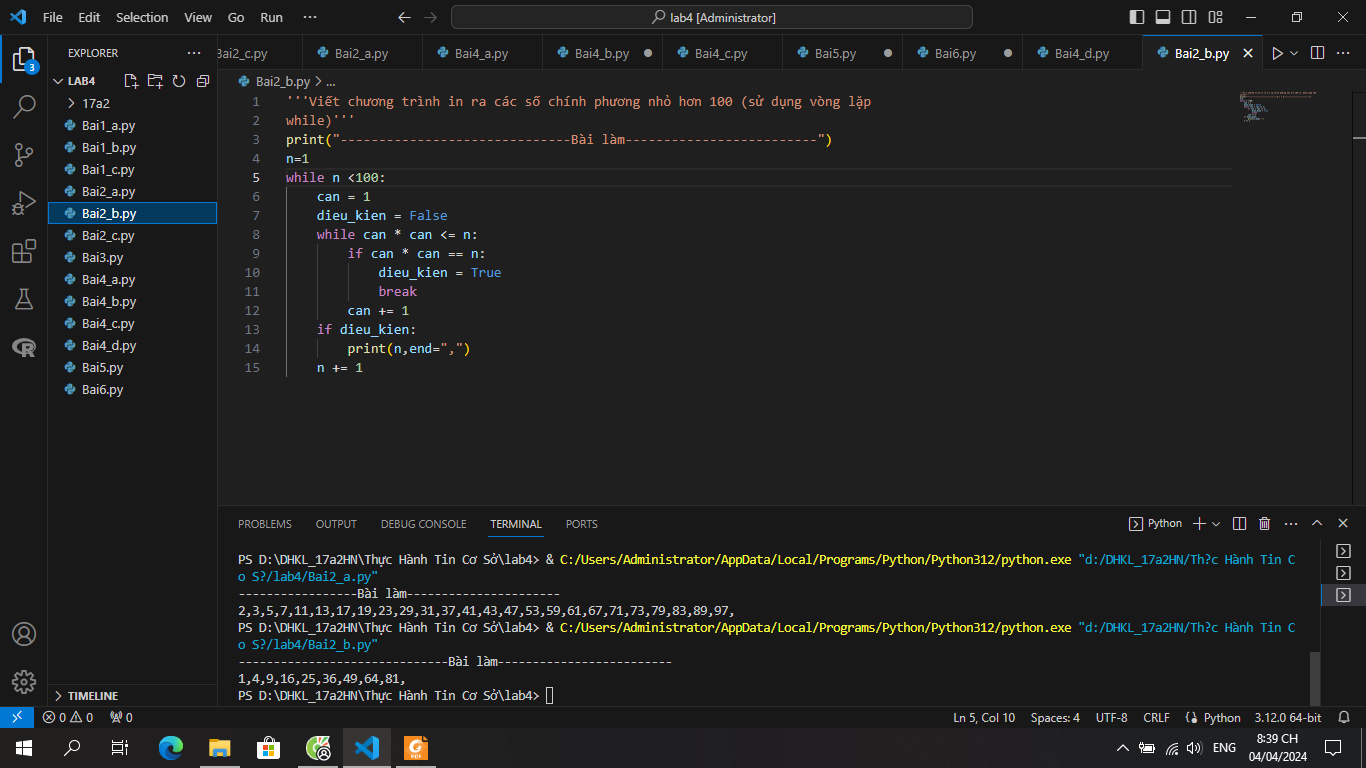 File Edit Selection View Go Run ··· lab4 [Administrator]
EXPLORER ···
Bai2_c.py Bai2_a.py Bai4_a.py Bai4_b.py Bai4_c.py Bai5.py Bai6.py Bai4_d.py Bai2_b.py
3
LAB4
17a2
Bai1_a.py
Bai1_b.py
Bai1_c.py
Bai2_a.py
Bai2_b.py
Bai2_c.py
Bai3.py
Bai4_a.py
Bai4_b.py
Bai4_c.py
Bai4_d.py
Bai5.py
Bai6.py
TIMELINE
Bai2_b.py > ...
1 '''Viết chương trình in ra các số chính phương nhỏ hơn 100 (sử dụng vòng lặp
2 while)'''
3 print("------------------------------Bài làm-------------------------")
4 n=1
5 while n <100:
6     can = 1
7     dieu_kien = False
8     while can * can <= n:
9         if can * can == n:
10             dieu_kien = True
11             break
12         can += 1
13     if dieu_kien:
14         print(n,end=",")
15     n += 1
PROBLEMS OUTPUT DEBUG CONSOLE TERMINAL PORTS Python
PS D:\DHKL_17a2HN\Thực Hành Tin Cơ Sở\lab4> & C:/Users/Administrator/AppData/Local/Programs/Python/Python312/python.exe "d:/DHKL_17a2HN/Th?c Hành Tin C
o S?/lab4/Bai2_a.py"
-----------------Bài làm----------------------
2,3,5,7,11,13,17,19,23,29,31,37,41,43,47,53,59,61,67,71,73,79,83,89,97,
PS D:\DHKL_17a2HN\Thực Hành Tin Cơ Sở\lab4> & C:/Users/Administrator/AppData/Local/Programs/Python/Python312/python.exe "d:/DHKL_17a2HN/Th?c Hành Tin C
o S?/lab4/Bai2_b.py"
------------------------------Bài làm-------------------------
1,4,9,16,25,36,49,64,81,
PS D:\DHKL_17a2HN\Thực Hành Tin Cơ Sở\lab4>
0 0 0 Ln 5, Col 10 Spaces: 4 UTF-8 CRLF Python 3.12.0 64-bit
ENG
8:39 CH
04/04/2024